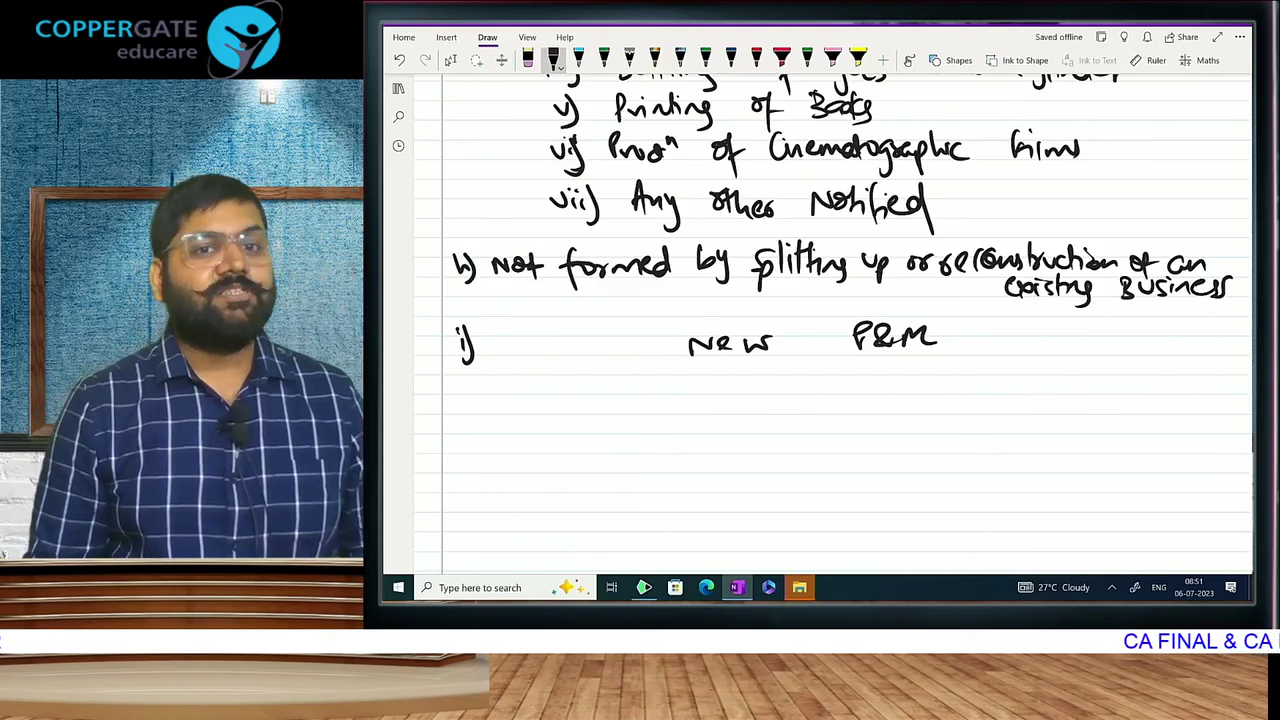 COPPERGATE
educare
Home Insert Draw View Help
Saved offline
Share
Shapes
Ink to Shape
Ink to Text
Ruler
Maths
v) Printing of Books
vi) Prodn of Cinematographic films
vii) Any other Notified
h) Not formed by splitting up or reconstruction of an
existing Business
i) New P&M
Type here to search
27°C Cloudy
ENG
08:51
06-07-2023
CA FINAL & CA I